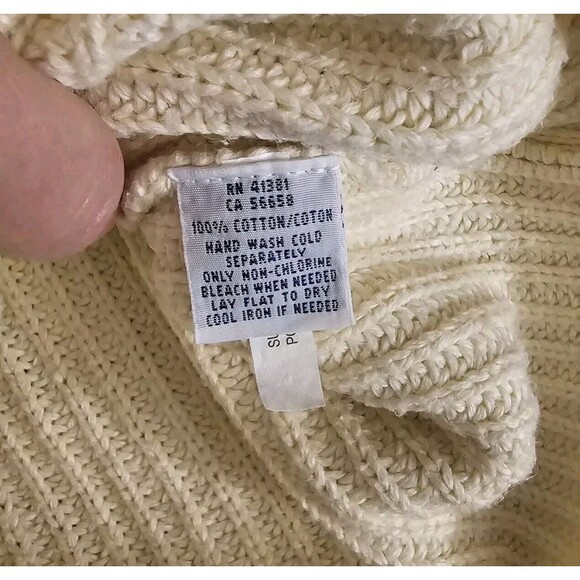 RN 41381
CA 56658
100% COTTON/COTON
HAND WASH COLD
SEPARATELY
ONLY NON-CHLORINE
BLEACH WHEN NEEDED
LAY FLAT TO DRY
COOL IRON IF NEEDED